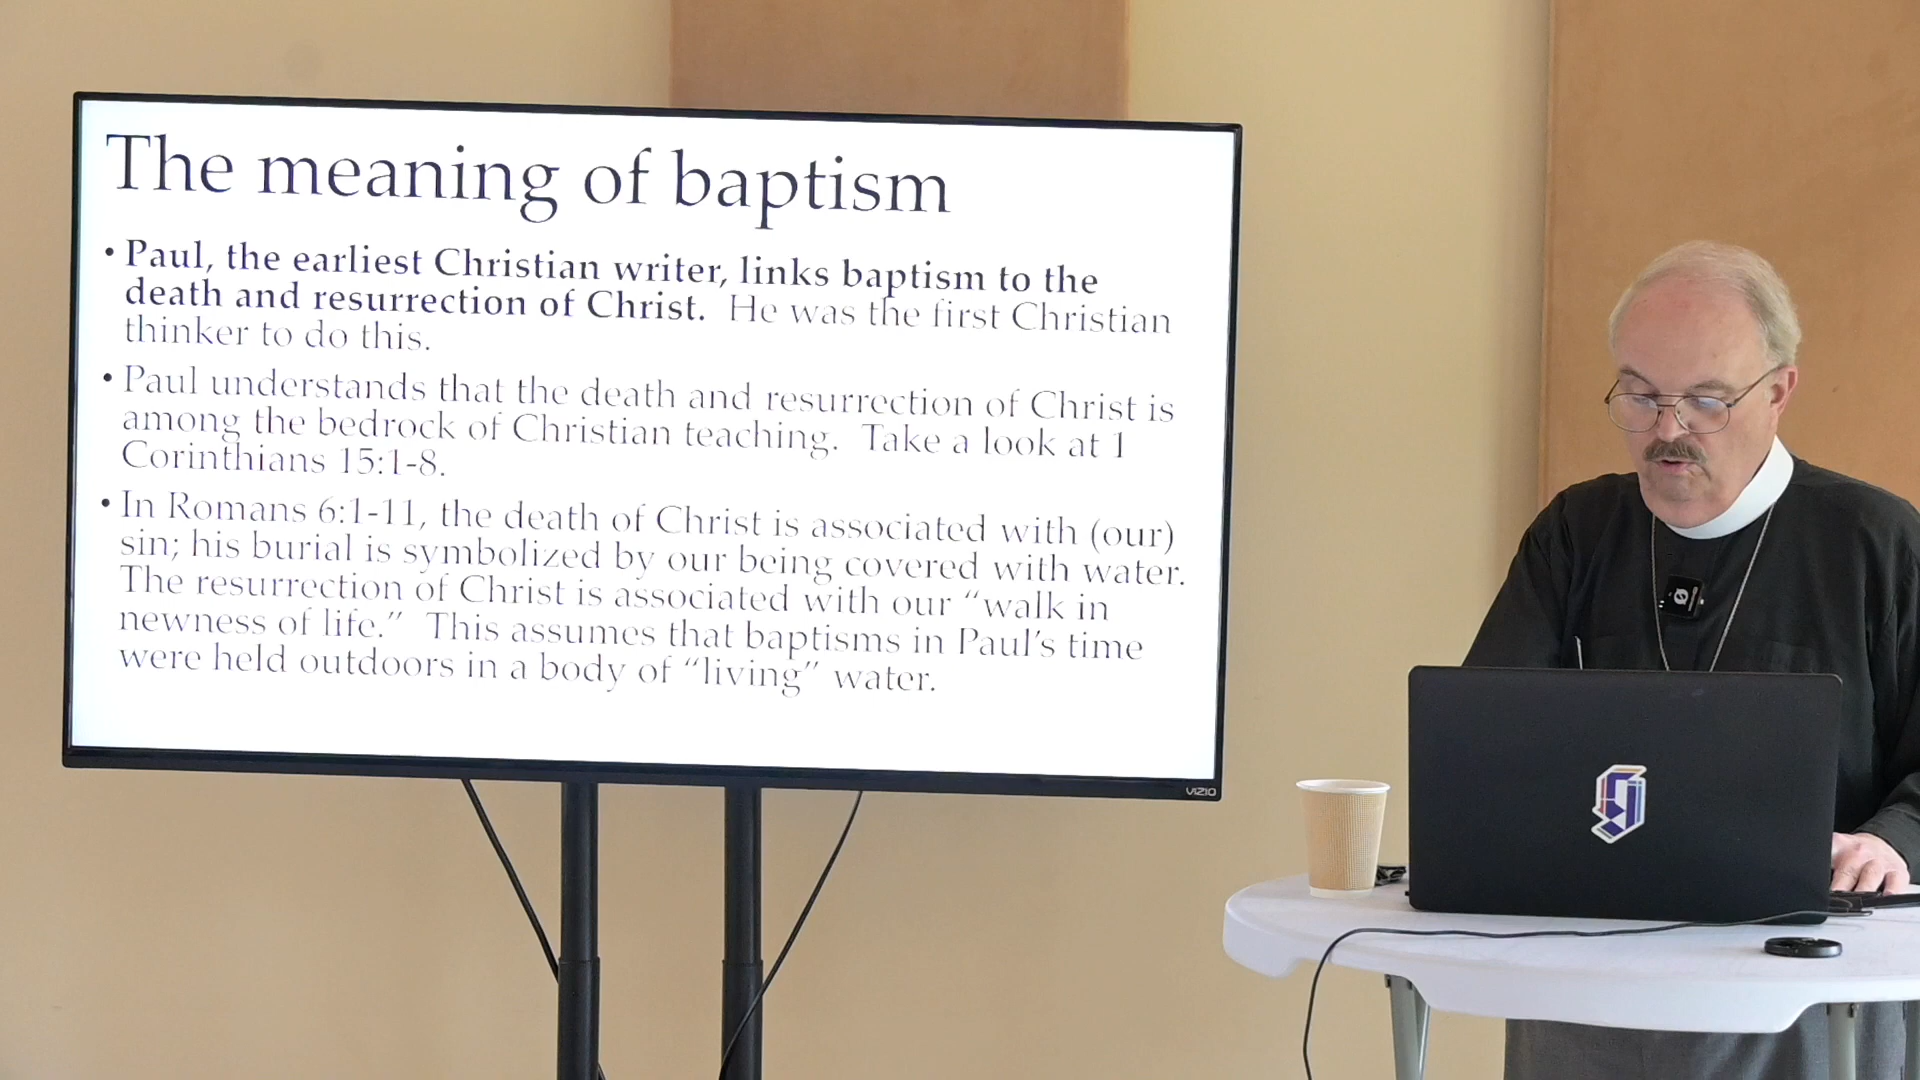 The meaning of baptism
• Paul, the earliest Christian writer, links baptism to the
death and resurrection of Christ. He was the first Christian
thinker to do this.
• Paul understands that the death and resurrection of Christ is
among the bedrock of Christian teaching. Take a look at 1
Corinthians 15:1-8.
• In Romans 6:1-11, the death of Christ is associated with (our)
sin; his burial is symbolized by our being covered with water.
The resurrection of Christ is associated with our “walk in
newness of life.” This assumes that baptisms in Paul’s time
were held outdoors in a body of “living” water.
VIZIO